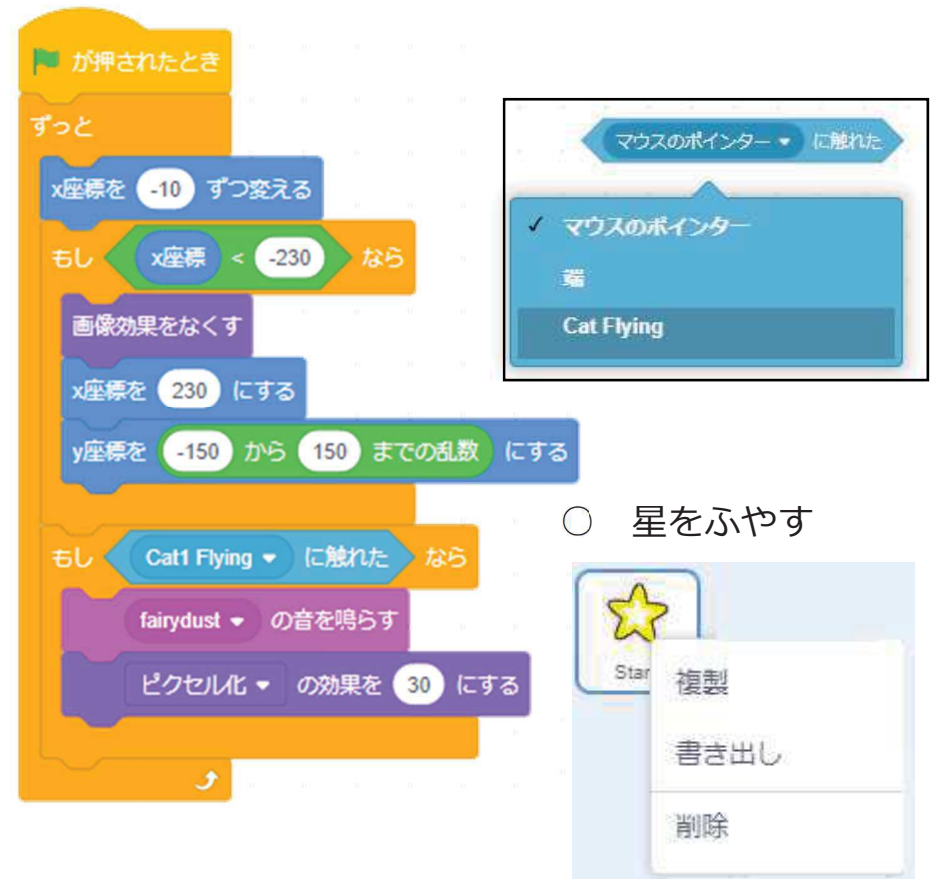 が押されたとき
ずっと
x座標を -10 ずつ変える
もし x座標 < -230 なら
画像効果をなくす
x座標を 230 にする
y座標を -150 から 150 までの乱数 にする
もし Cat1 Flying に触れた なら
fairydust の音を鳴らす
ピクセル化 の効果を 30 にする
マウスのポインター に触れた
✓ マウスのポインター
端
Cat Flying
○ 星をふやす
Star
複製
書き出し
削除